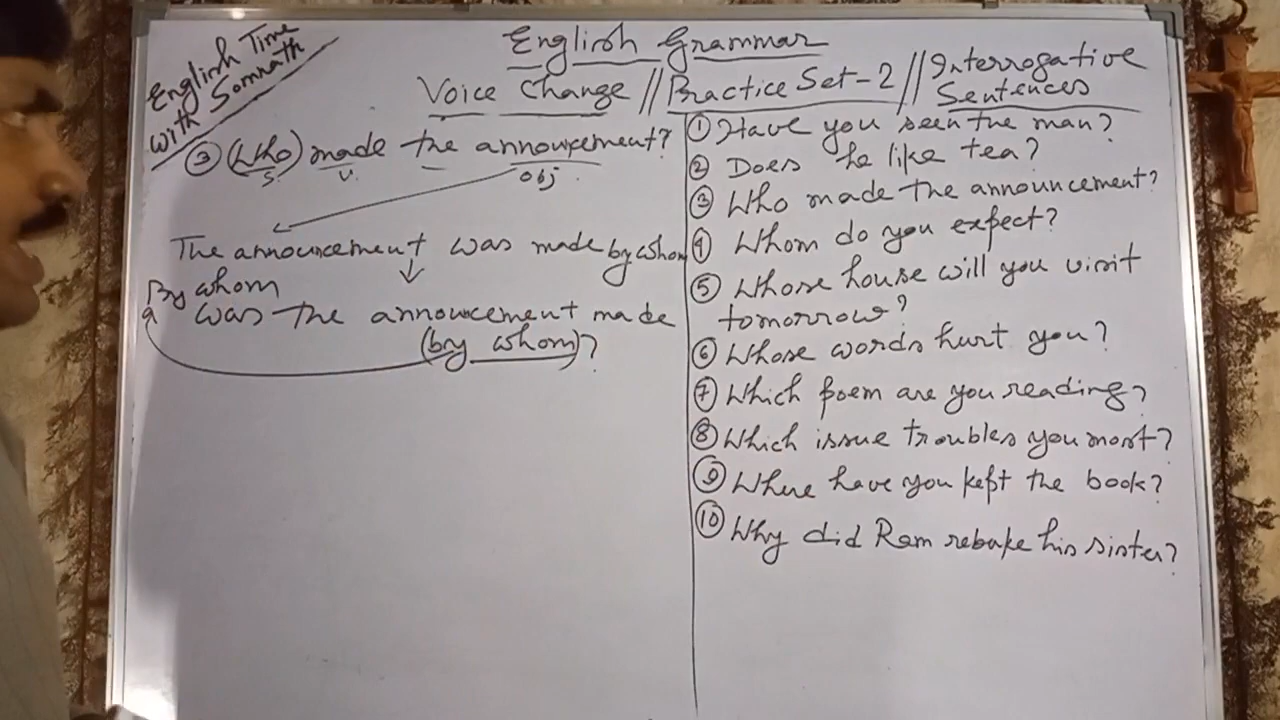 English Time
with Somnath
English Grammar
Voice Change // Practice Set-2 // Interrogative
Sentences
③ (Who) made the announcement?
S. V. obj
The announcement was made by whom
By whom
was the announcement made
(by whom)?
① Have you seen the man?
② Does he like tea?
③ Who made the announcement?
④ Whom do you expect?
⑤ Whose house will you visit
tomorrow?
⑥ Whose words hurt you?
⑦ Which poem are you reading?
⑧ Which issue troubles you most?
⑨ Where have you kept the book?
⑩ Why did Ram rebuke his sister?